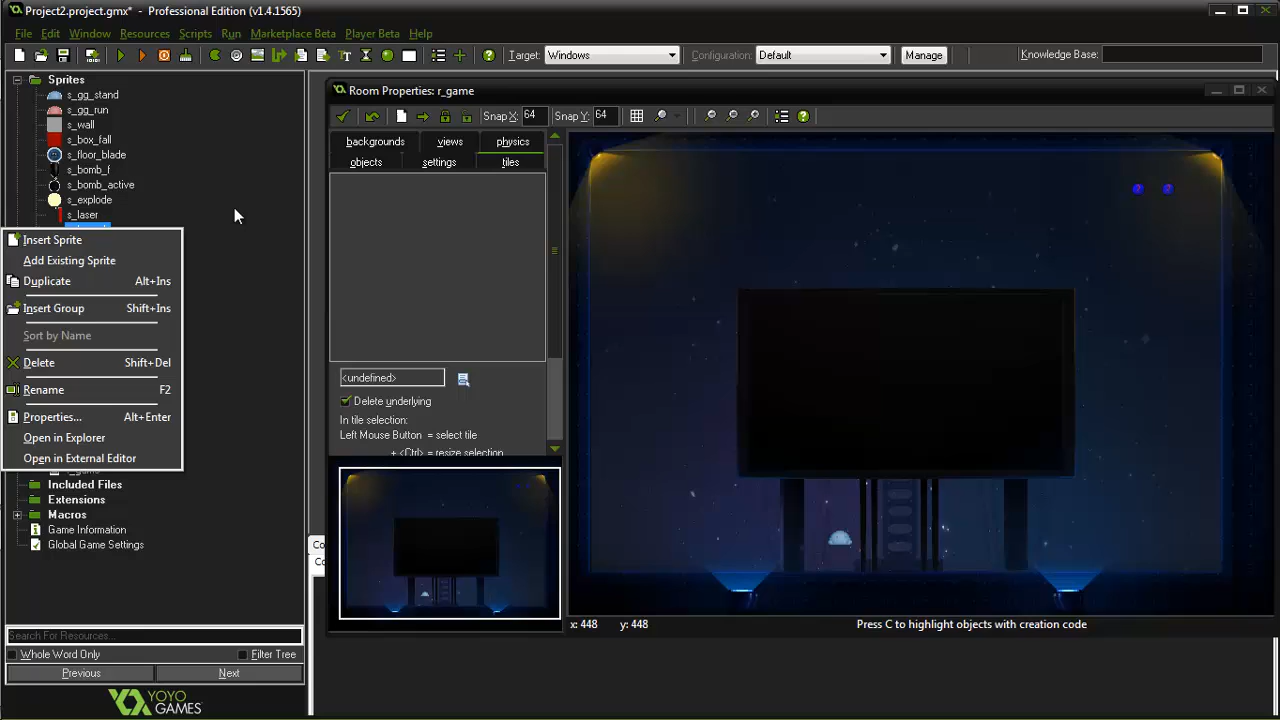 Project2.project.gmx* - Professional Edition (v1.4.1565)
File Edit Window Resources Scripts Run Marketplace Beta Player Beta Help
Target: Windows Configuration: Default Manage Knowledge Base:
Sprites
s_gg_stand
s_gg_run
s_wall
s_box_fall
s_floor_blade
s_bomb_f
s_bomb_active
s_explode
s_laser
Insert Sprite
Add Existing Sprite
Duplicate Alt+Ins
Insert Group Shift+Ins
Sort by Name
Delete Shift+Del
Rename F2
Properties... Alt+Enter
Open in Explorer
Open in External Editor
Included Files
Extensions
Macros
Game Information
Global Game Settings
Search For Resources...
Whole Word Only Filter Tree
Previous Next
YOYO
GAMES
Room Properties: r_game
Snap X: 64 Snap Y: 64
backgrounds views physics
objects settings tiles
<undefined>
Delete underlying
In tile selection:
Left Mouse Button = select tile
+ <Ctrl> = resize selection
x: 448 y: 448 Press C to highlight objects with creation code